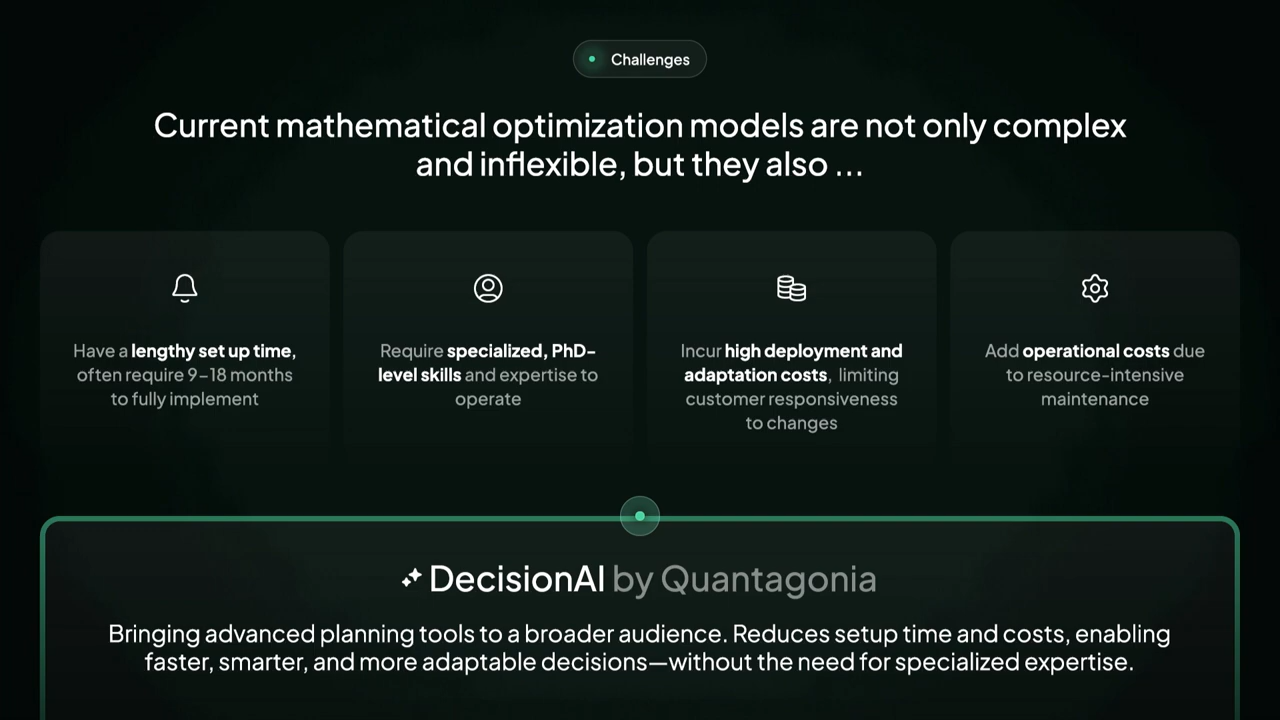 Challenges
Current mathematical optimization models are not only complex
and inflexible, but they also ...
Have a lengthy set up time,
often require 9–18 months
to fully implement
Require specialized, PhD-
level skills and expertise to
operate
Incur high deployment and
adaptation costs, limiting
customer responsiveness
to changes
Add operational costs due
to resource-intensive
maintenance
DecisionAI by Quantagonia
Bringing advanced planning tools to a broader audience. Reduces setup time and costs, enabling
faster, smarter, and more adaptable decisions—without the need for specialized expertise.